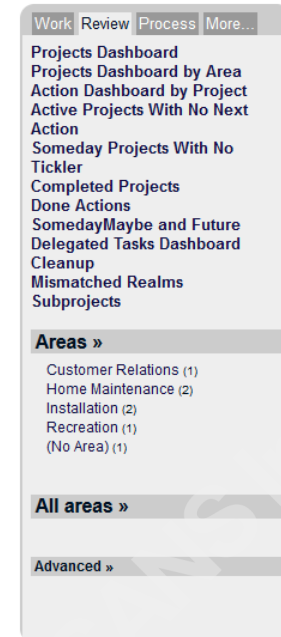 Work Review Process More...
Projects Dashboard
Projects Dashboard by Area
Action Dashboard by Project
Active Projects With No Next
Action
Someday Projects With No
Tickler
Completed Projects
Done Actions
SomedayMaybe and Future
Delegated Tasks Dashboard
Cleanup
Mismatched Realms
Subprojects
Areas »
Customer Relations (1)
Home Maintenance (2)
Installation (2)
Recreation (1)
(No Area) (1)
All areas »
Advanced »